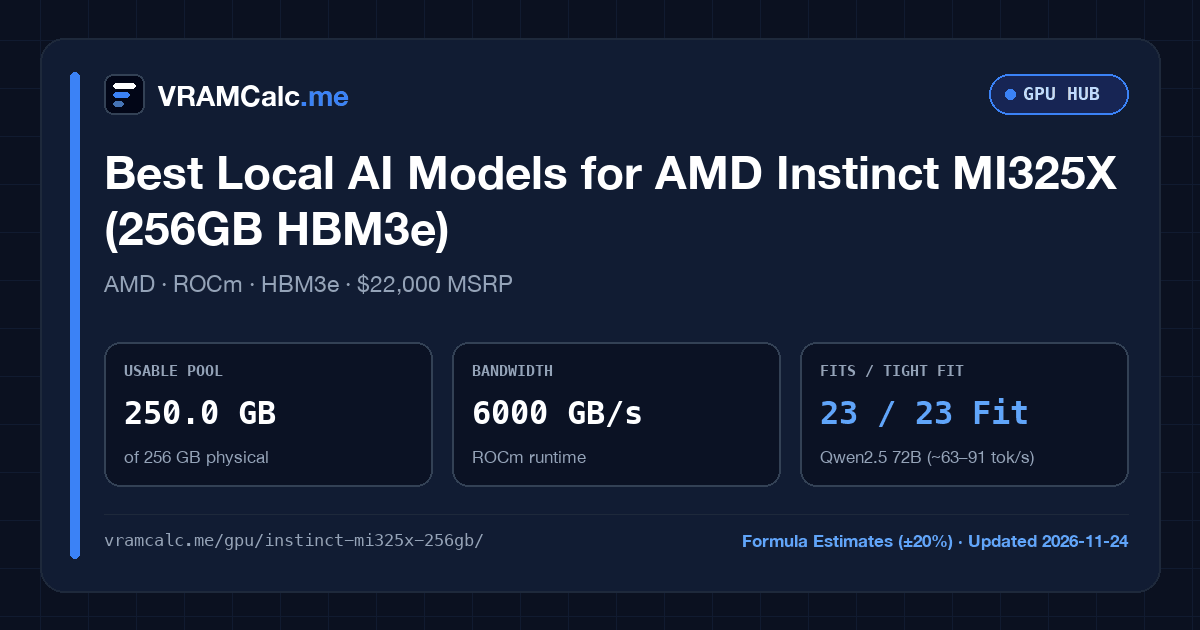 VRAMCalc.me
GPU HUB
Best Local AI Models for AMD Instinct MI325X
(256GB HBM3e)
AMD · ROCm · HBM3e · $22,000 MSRP
USABLE POOL
250.0 GB
of 256 GB physical
BANDWIDTH
6000 GB/s
ROCm runtime
FITS / TIGHT FIT
23 / 23 Fit
Qwen2.5 72B (~63–91 tok/s)
vramcalc.me/gpu/instinct-mi325x-256gb/
Formula Estimates (±20%) · Updated 2026-11-24